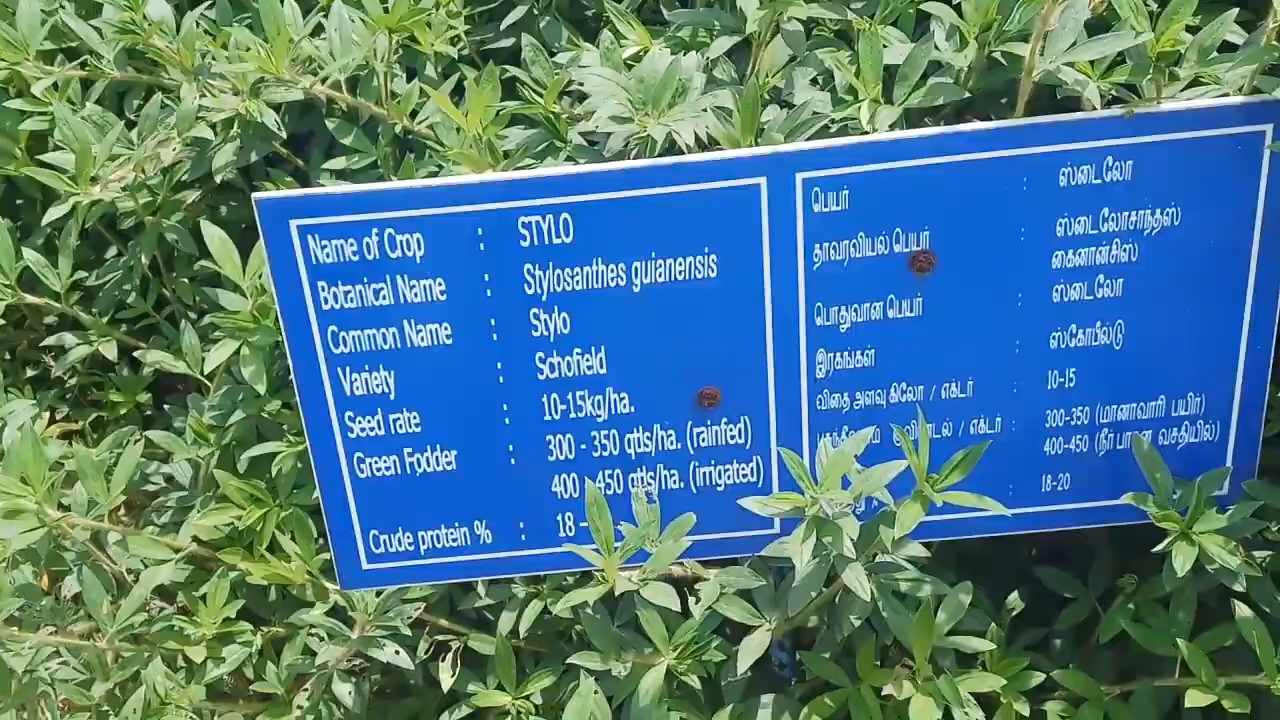 Name of Crop : STYLO
Botanical Name : Stylosanthes guianensis
Common Name : Stylo
Variety : Schofield
Seed rate : 10-15kg/ha.
Green Fodder : 300 - 350 qtls/ha. (rainfed)
400 - 450 qtls/ha. (irrigated)
Crude protein % : 18 -
பெயர் : ஸ்டைலோ
தாவரவியல் பெயர் : ஸ்டைலோசாந்தஸ்
கைனான்சிஸ்
பொதுவான பெயர் : ஸ்டைலோ
இரகங்கள் : ஸ்கோபீல்டு
விதை அளவு கிலோ / எக்டர் : 10-15
/ எக்டர் : 300-350 (மானாவாரி பயிர்)
400-450 (நீர் பாசன வசதியில்)
: 18-20